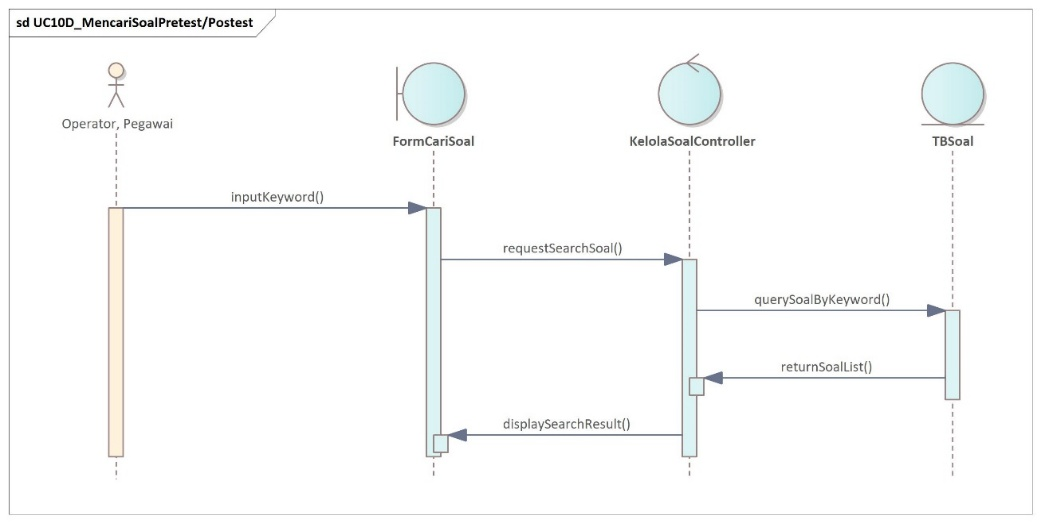 sd UC10D_MencariSoalPretest/Postest
Operator, Pegawai
FormCariSoal
KelolaSoalController
TBSoal
inputKeyword()
requestSearchSoal()
querySoalByKeyword()
returnSoalList()
displaySearchResult()